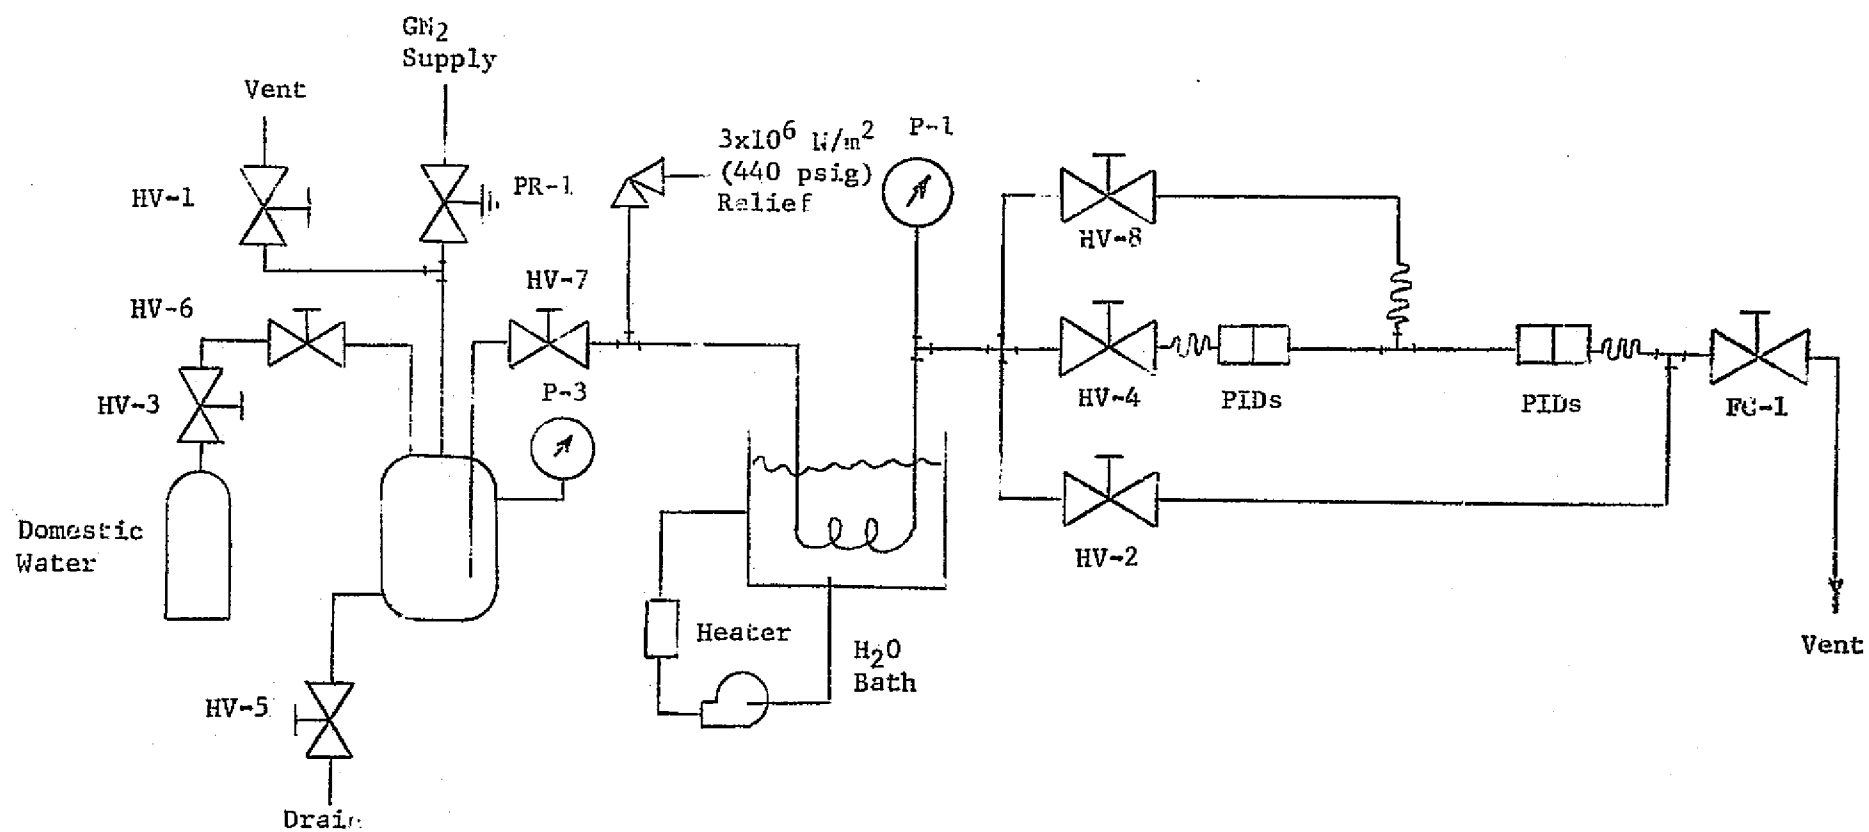 GN2
Supply
Vent
3x10^6 N/m^2
(440 psig)
Relief
P-1
HV-1
PR-1
HV-8
HV-7
HV-6
P-3
HV-3
HV-4
PIDs
PIDs
FC-1
Domestic
Water
HV-2
Heater
H2O
Bath
Vent
HV-5
Drain